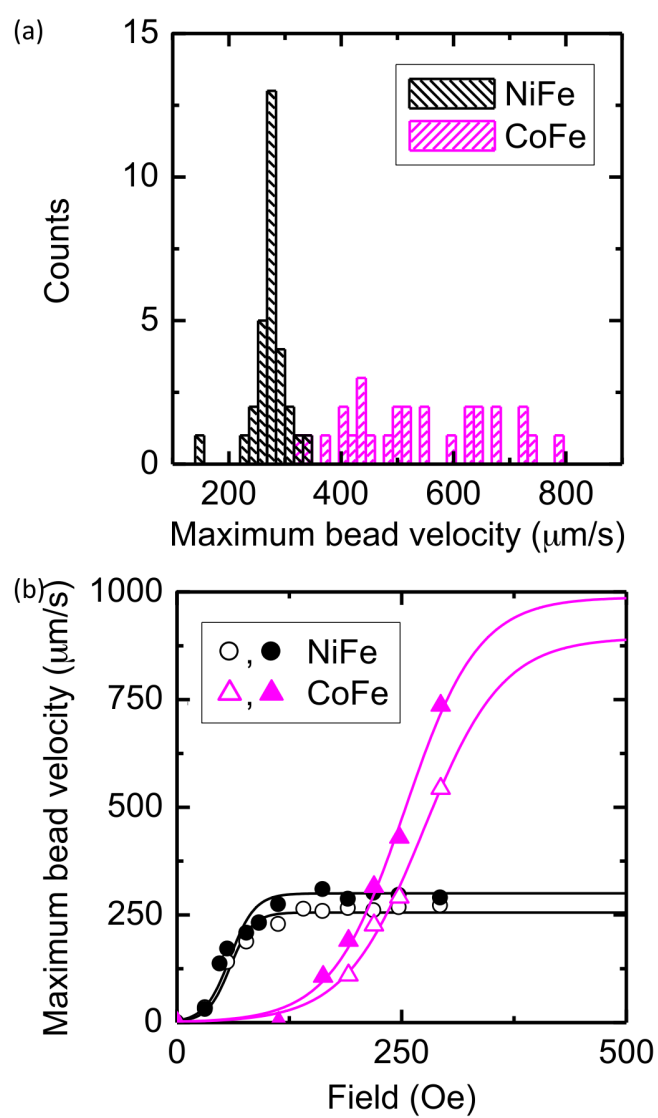 (a)
15
10
5
0
Counts
NiFe
CoFe
200 400 600 800
Maximum bead velocity (μm/s)
(b)
1000
750
500
250
0
Maximum bead velocity (μm/s)
, NiFe
, CoFe
0 250 500
Field (Oe)